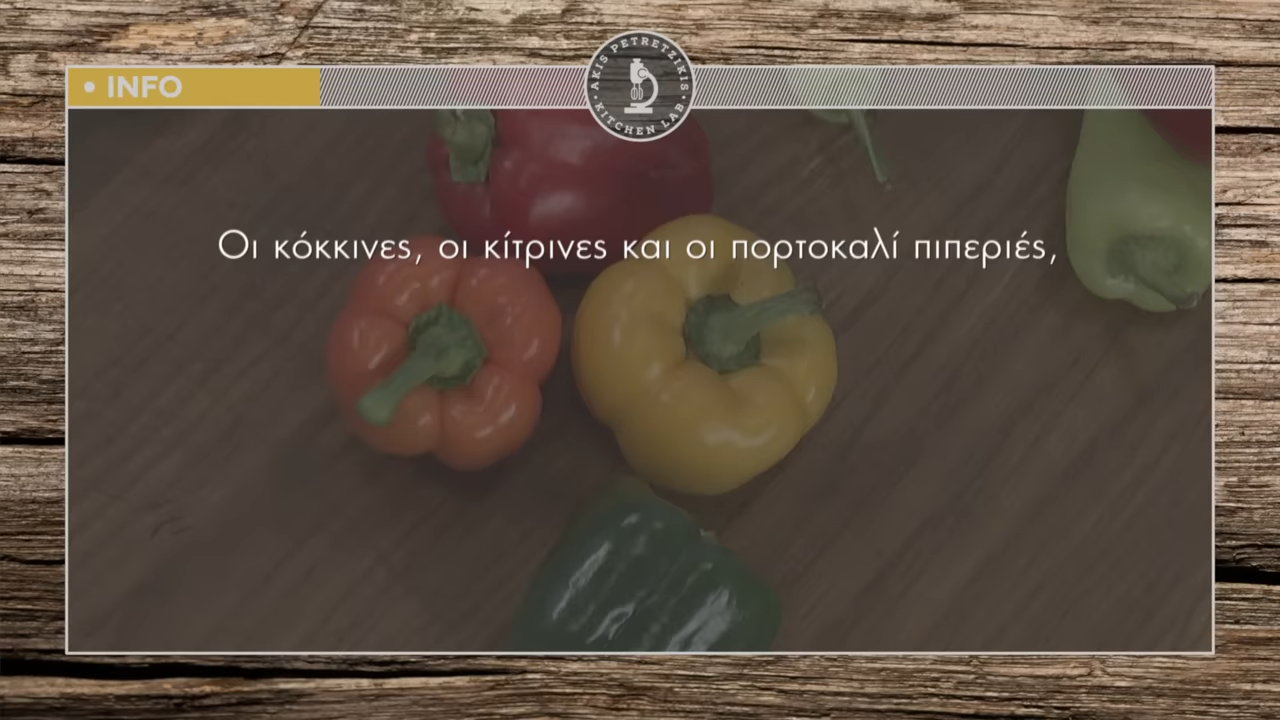 • INFO
AKIS PETRETZIKIS
• KITCHEN LAB •
Οι κόκκινες, οι κίτρινες και οι πορτοκαλί πιπεριές,